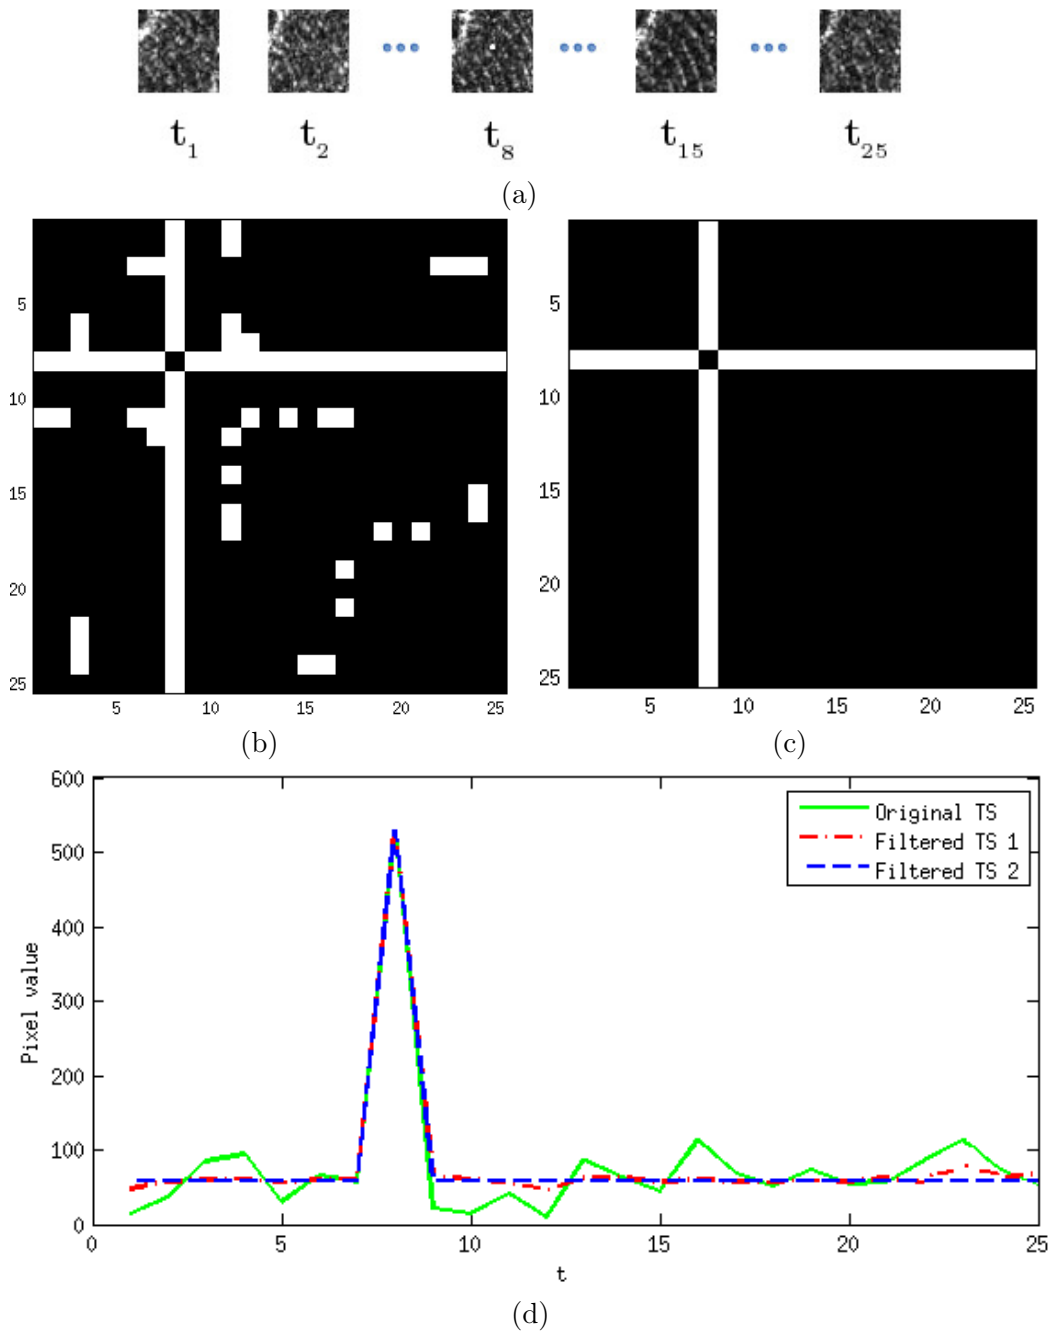 t1 t2 t8 t15 t25
(a)
5
10
15
20
25
5 10 15 20 25
5
10
15
20
25
5 10 15 20 25
(b) (c)
600
500
400
300
200
100
0
Pixel value
Original TS
Filtered TS 1
Filtered TS 2
0 5 10 15 20 25
t
(d)